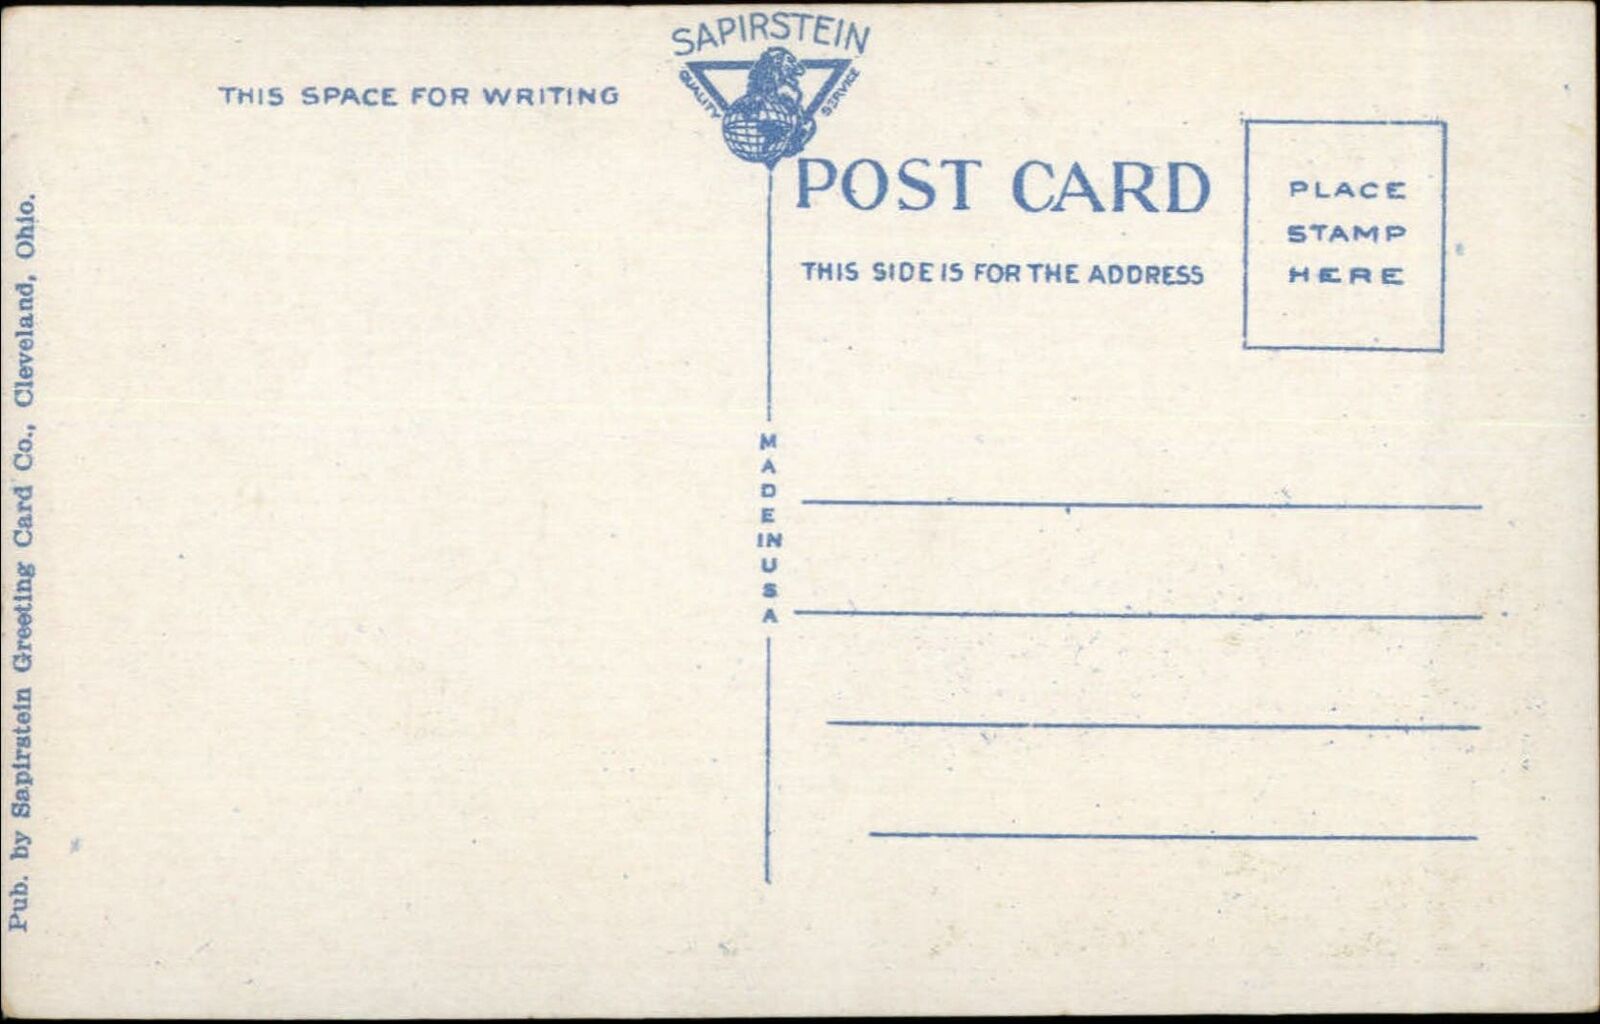 SAPIRSTEIN
QUALITY
SERVICE
THIS SPACE FOR WRITING
POST CARD
THIS SIDE IS FOR THE ADDRESS
PLACE
STAMP
HERE
MADE IN USA
Pub. by Sapirstein Greeting Card Co., Cleveland, Ohio.